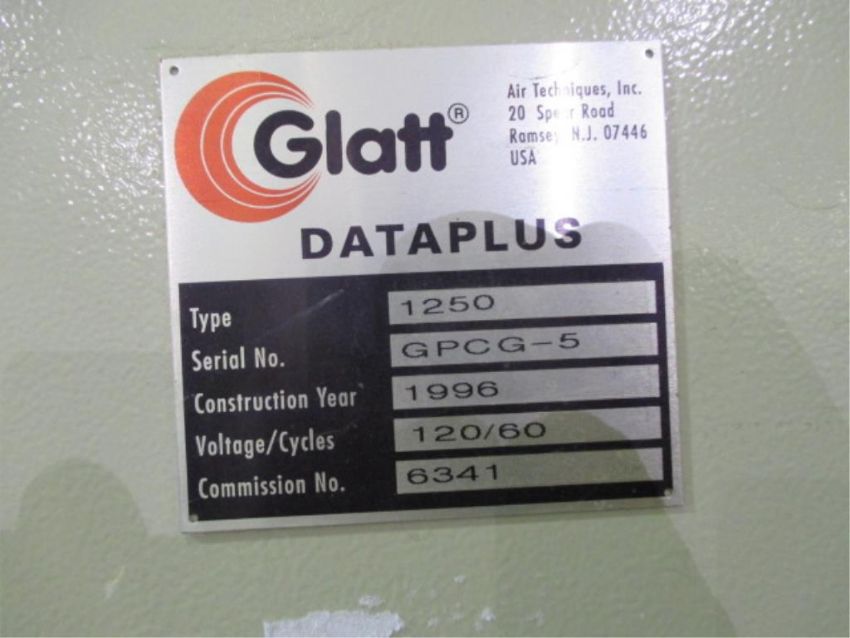 Glatt®
Air Techniques, Inc.
20 Spear Road
Ramsey N.J. 07446
USA
DATAPLUS
Type 1250
Serial No. GPCG-5
Construction Year 1996
Voltage/Cycles 120/60
Commission No. 6341